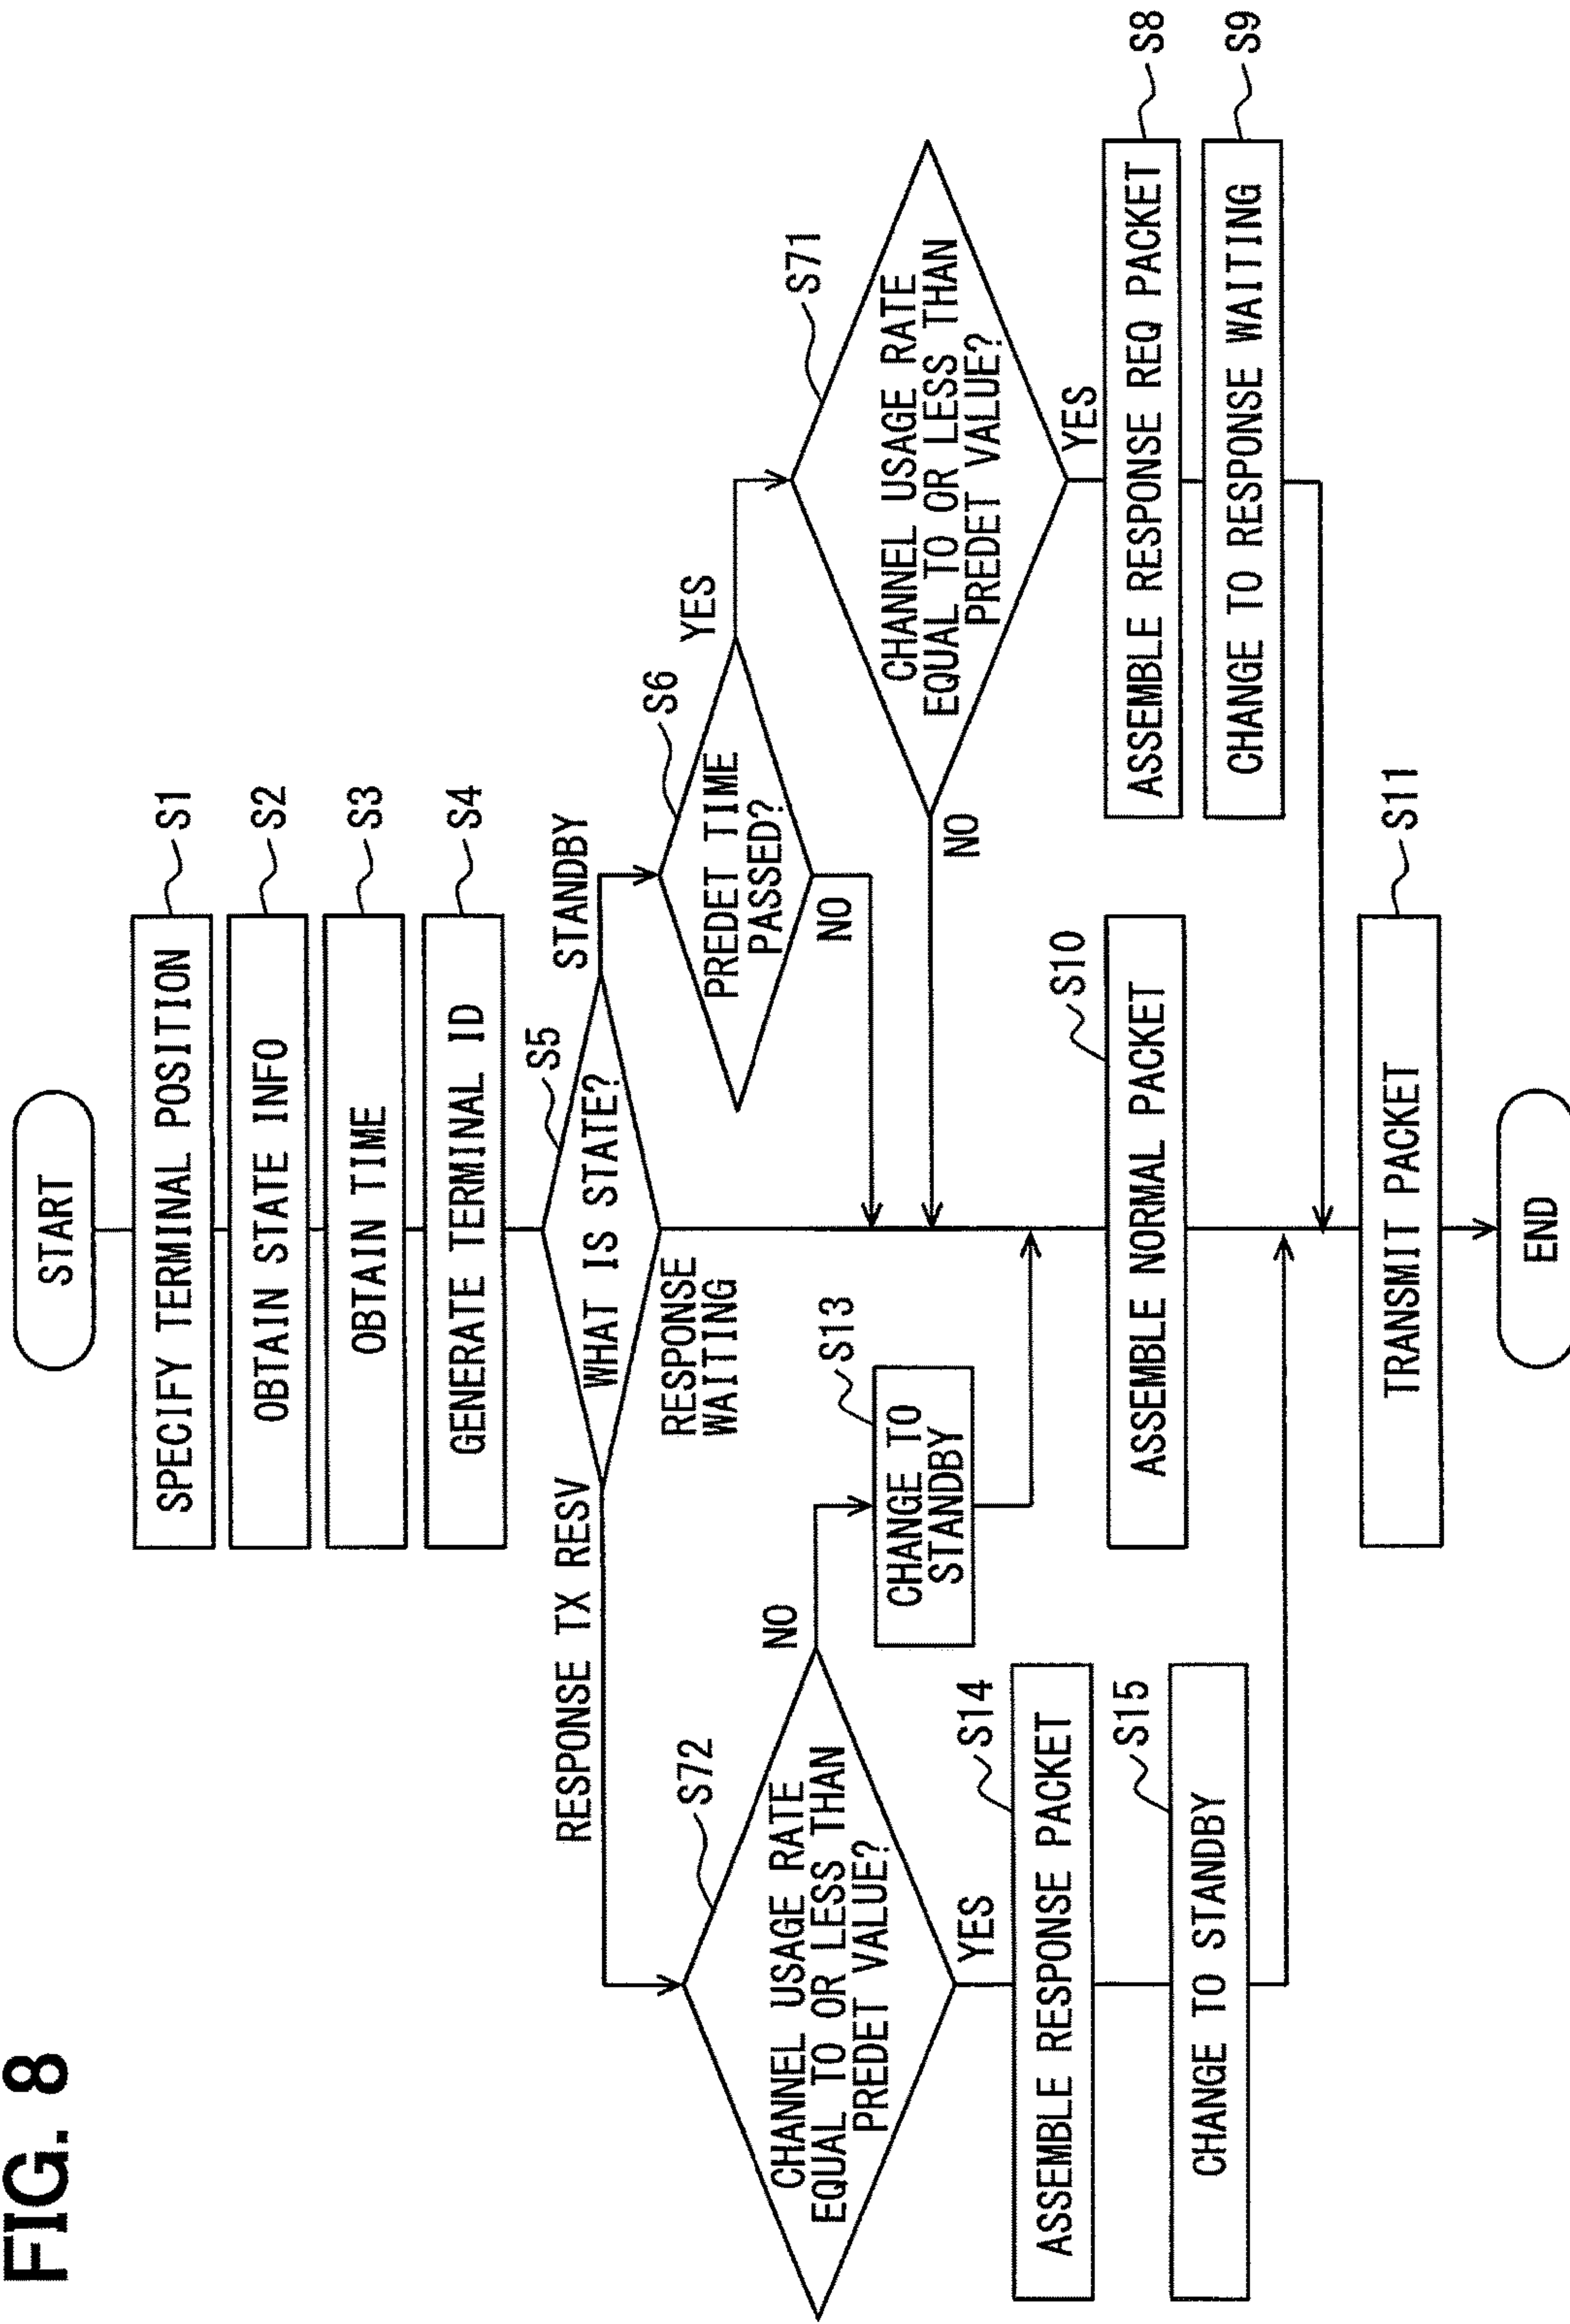 FIG. 8
START
SPECIFY TERMINAL POSITION
S1
OBTAIN STATE INFO
S2
OBTAIN TIME
S3
GENERATE TERMINAL ID
S4
WHAT IS STATE?
S5
RESPONSE TX RESV
STANDBY
RESPONSE
WAITING
PREDET TIME
PASSED?
S6
YES
NO
CHANNEL USAGE RATE
EQUAL TO OR LESS THAN
PREDET VALUE?
S72
NO
YES
CHANGE TO
STANDBY
S13
CHANNEL USAGE RATE
EQUAL TO OR LESS THAN
PREDET VALUE?
S71
NO
YES
ASSEMBLE RESPONSE PACKET
S14
CHANGE TO STANDBY
S15
ASSEMBLE NORMAL PACKET
S10
ASSEMBLE RESPONSE REQ PACKET
S8
CHANGE TO RESPONSE WAITING
S9
TRANSMIT PACKET
S11
END